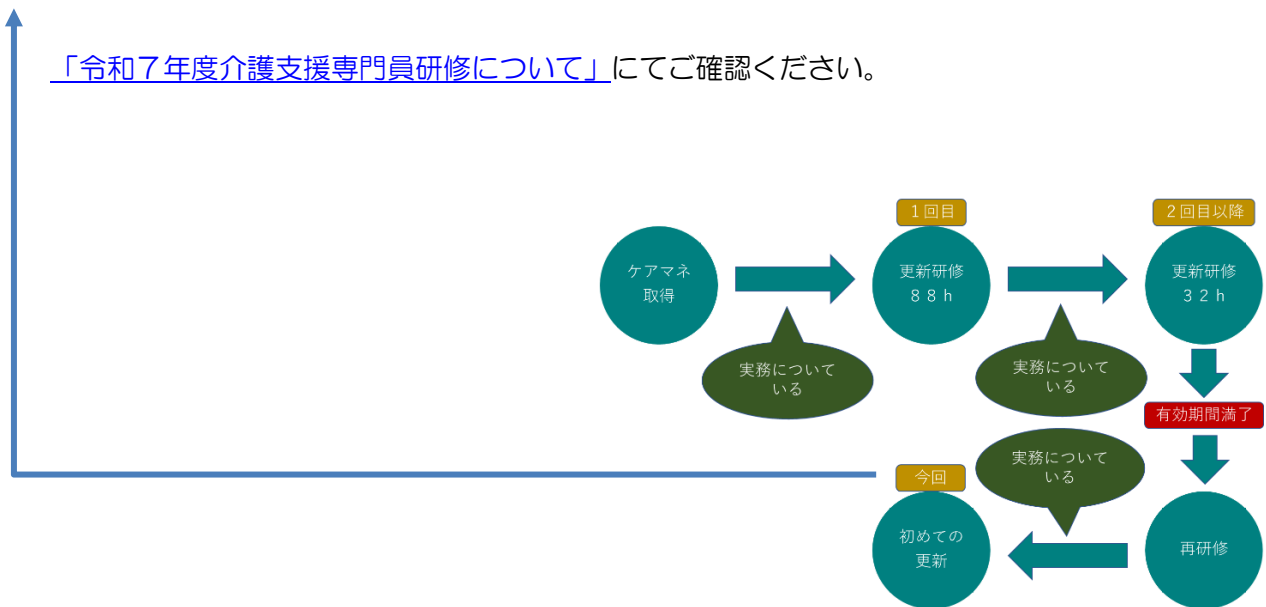 「令和７年度介護支援専門員研修について」にてご確認ください。
１回目
２回目以降
ケアマネ
取得
更新研修
８８ｈ
更新研修
３２ｈ
実務について
いる
実務について
いる
有効期間満了
実務について
いる
今回
初めての
更新
再研修